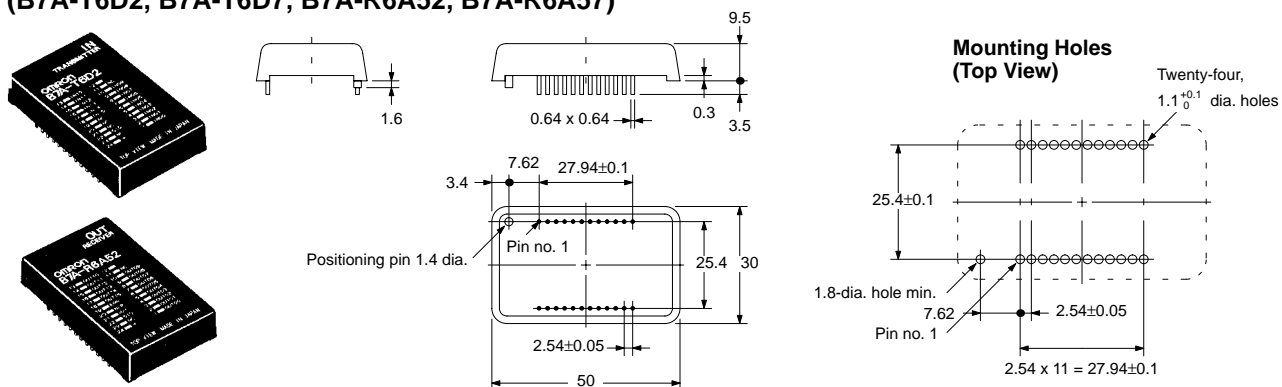 (B7A-T6D2, B7A-T6D7, B7A-R6A52, B7A-R6A57)
IN
TRANSMITTER
OMRON
B7A-T6D2
TOP VIEW MADE IN JAPAN
OUT
RECEIVER
OMRON
B7A-R6A52
TOP VIEW MADE IN JAPAN
1.6
9.5
0.3
3.5
0.64 x 0.64
7.62
27.94±0.1
3.4
Positioning pin 1.4 dia.
Pin no. 1
25.4
30
2.54±0.05
50
Mounting Holes
(Top View)
Twenty-four,
1.1 +0.1 0 dia. holes
25.4±0.1
1.8-dia. hole min.
7.62
2.54±0.05
Pin no. 1
2.54 x 11 = 27.94±0.1